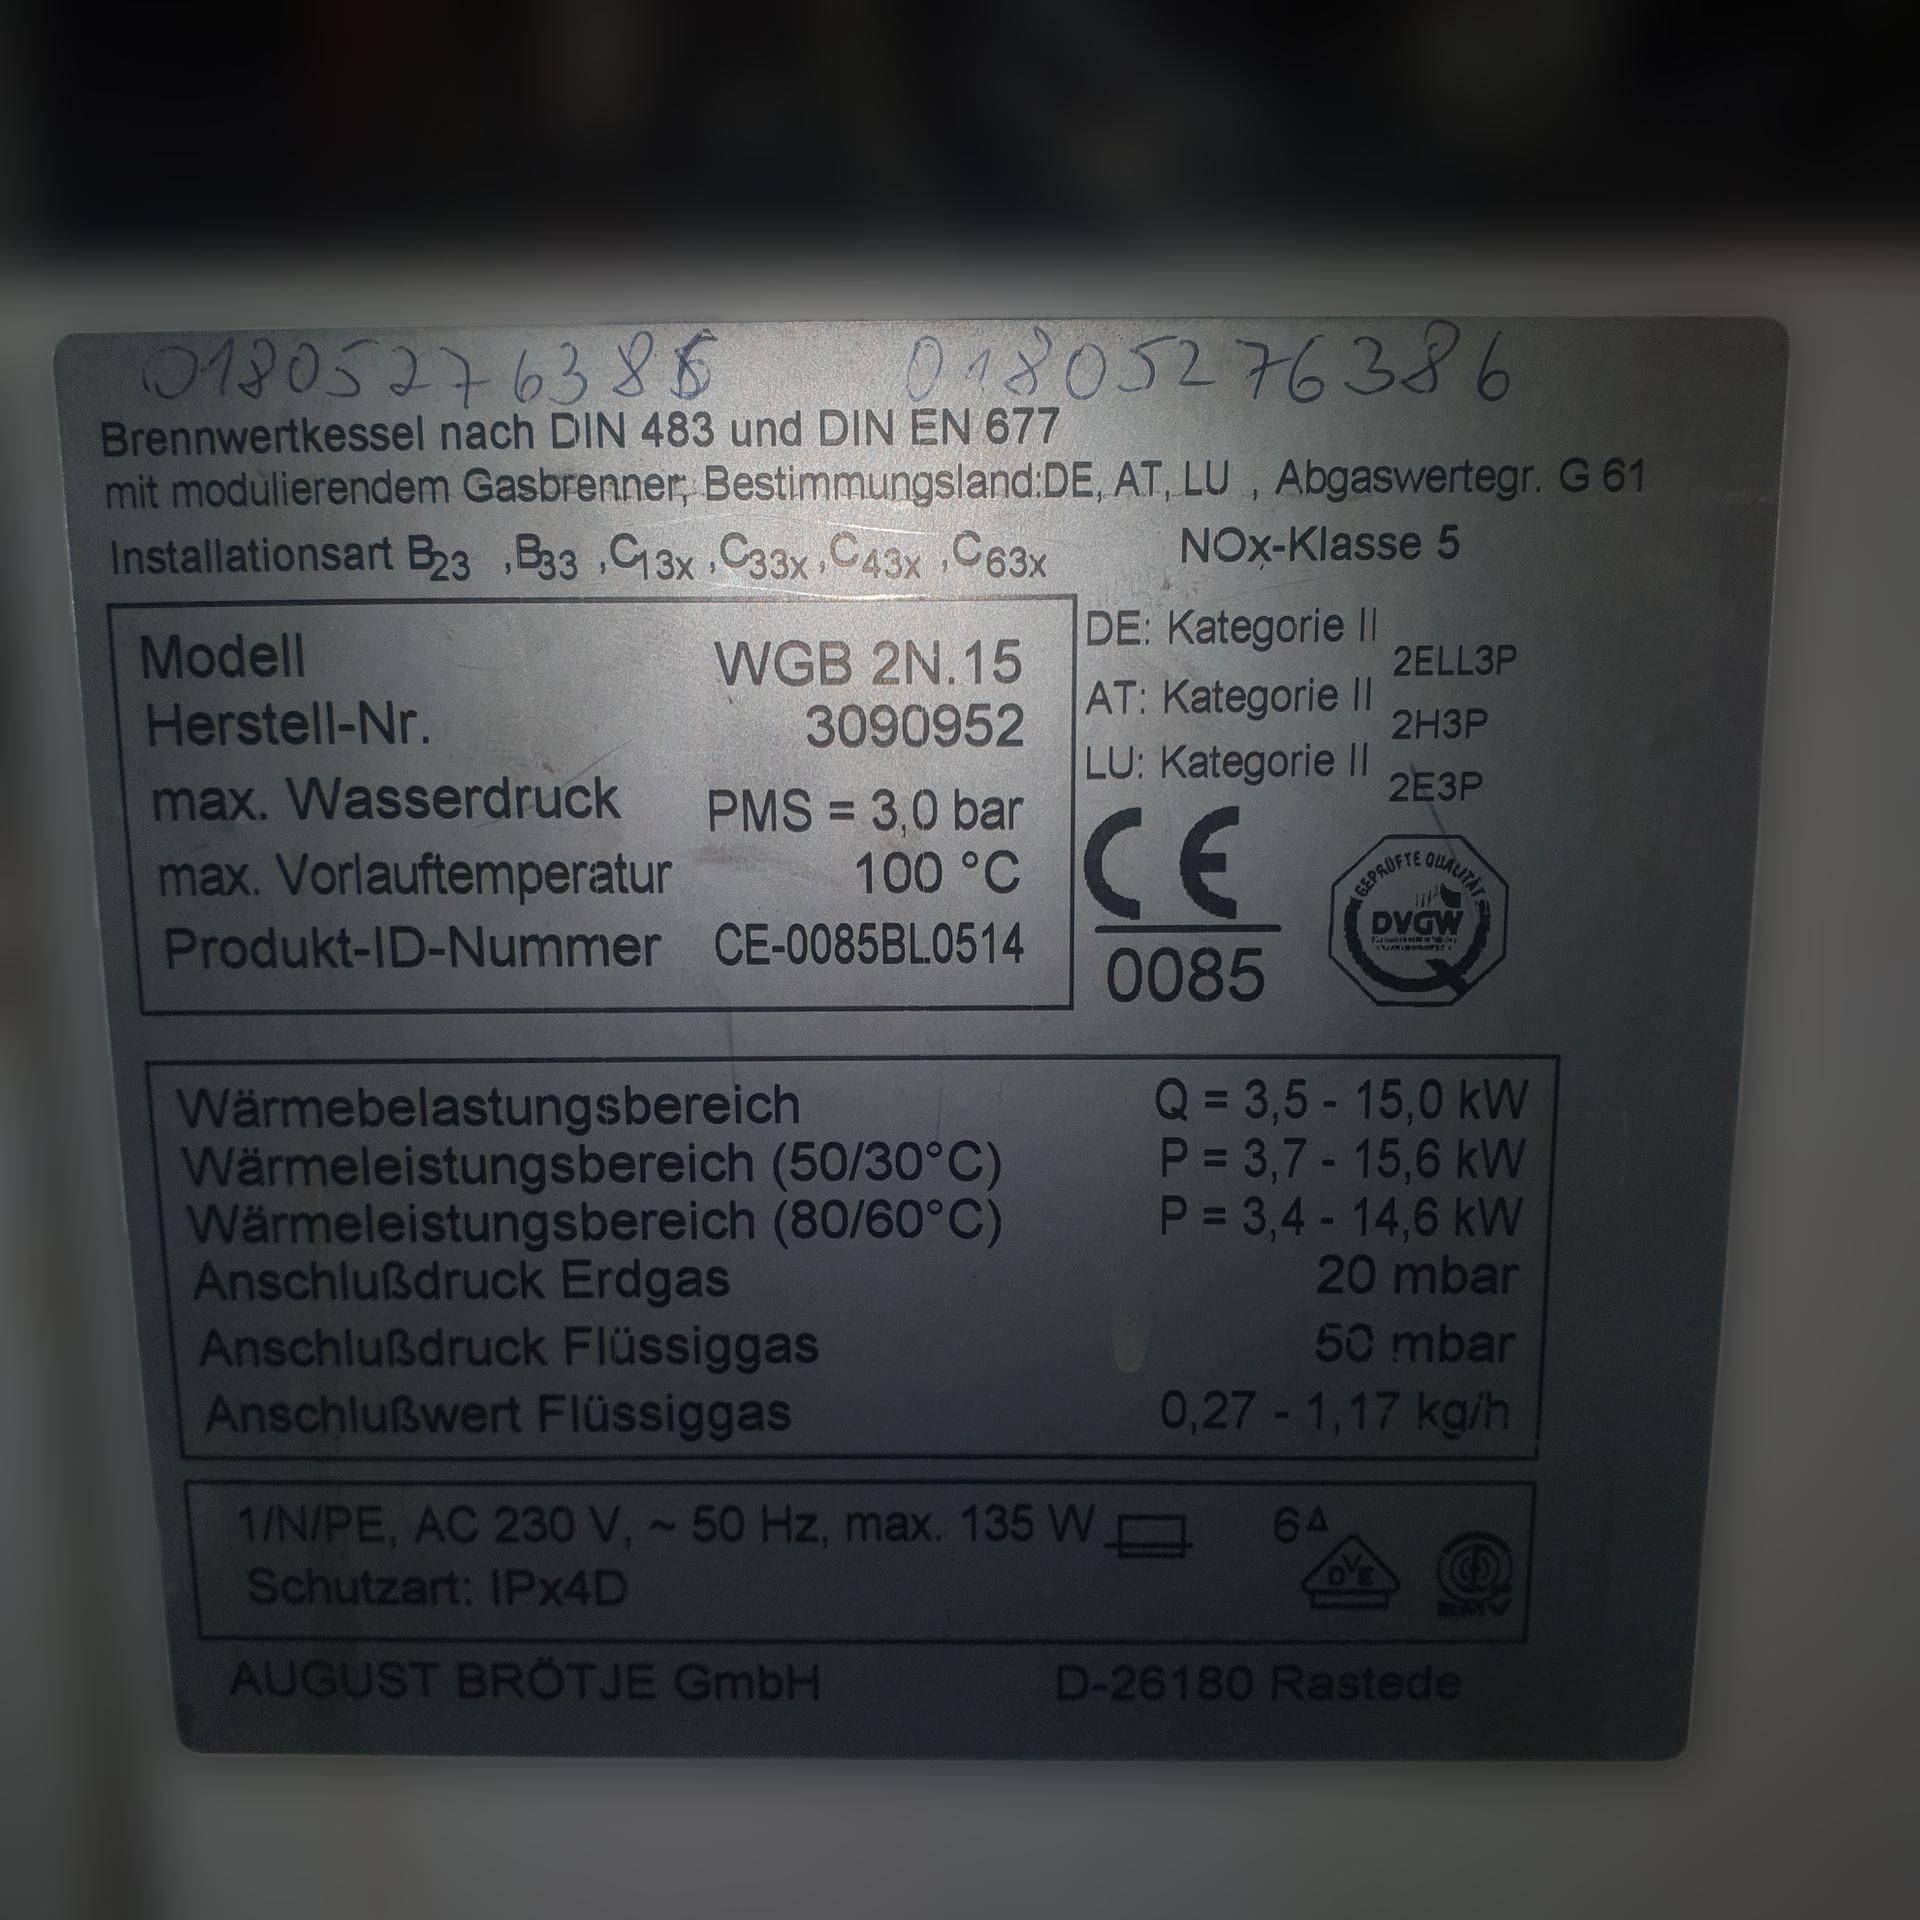 01805276386 01805276386
Brennwertkessel nach DIN 483 und DIN EN 677
mit modulierendem Gasbrenner, Bestimmungsland:DE, AT, LU , Abgaswertegr. G 61
Installationsart B23 ,B33 ,C13x ,C33x ,C43x ,C63x NOx-Klasse 5
Modell WGB 2N.15
Herstell-Nr. 3090952
max. Wasserdruck PMS = 3,0 bar
max. Vorlauftemperatur 100 °C
Produkt-ID-Nummer CE-0085BL0514
DE: Kategorie II 2ELL3P
AT: Kategorie II 2H3P
LU: Kategorie II 2E3P
CE
0085
GEPRÜFTE QUALITÄT
DVGW
Wärmebelastungsbereich Q = 3,5 - 15,0 kW
Wärmeleistungsbereich (50/30°C) P = 3,7 - 15,6 kW
Wärmeleistungsbereich (80/60°C) P = 3,4 - 14,6 kW
Anschlußdruck Erdgas 20 mbar
Anschlußdruck Flüssiggas 50 mbar
Anschlußwert Flüssiggas 0,27 - 1,17 kg/h
1/N/PE, AC 230 V, ~ 50 Hz, max. 135 W 6A
Schutzart: IPx4D
DVE
EMV
AUGUST BRÖTJE GmbH D-26180 Rastede